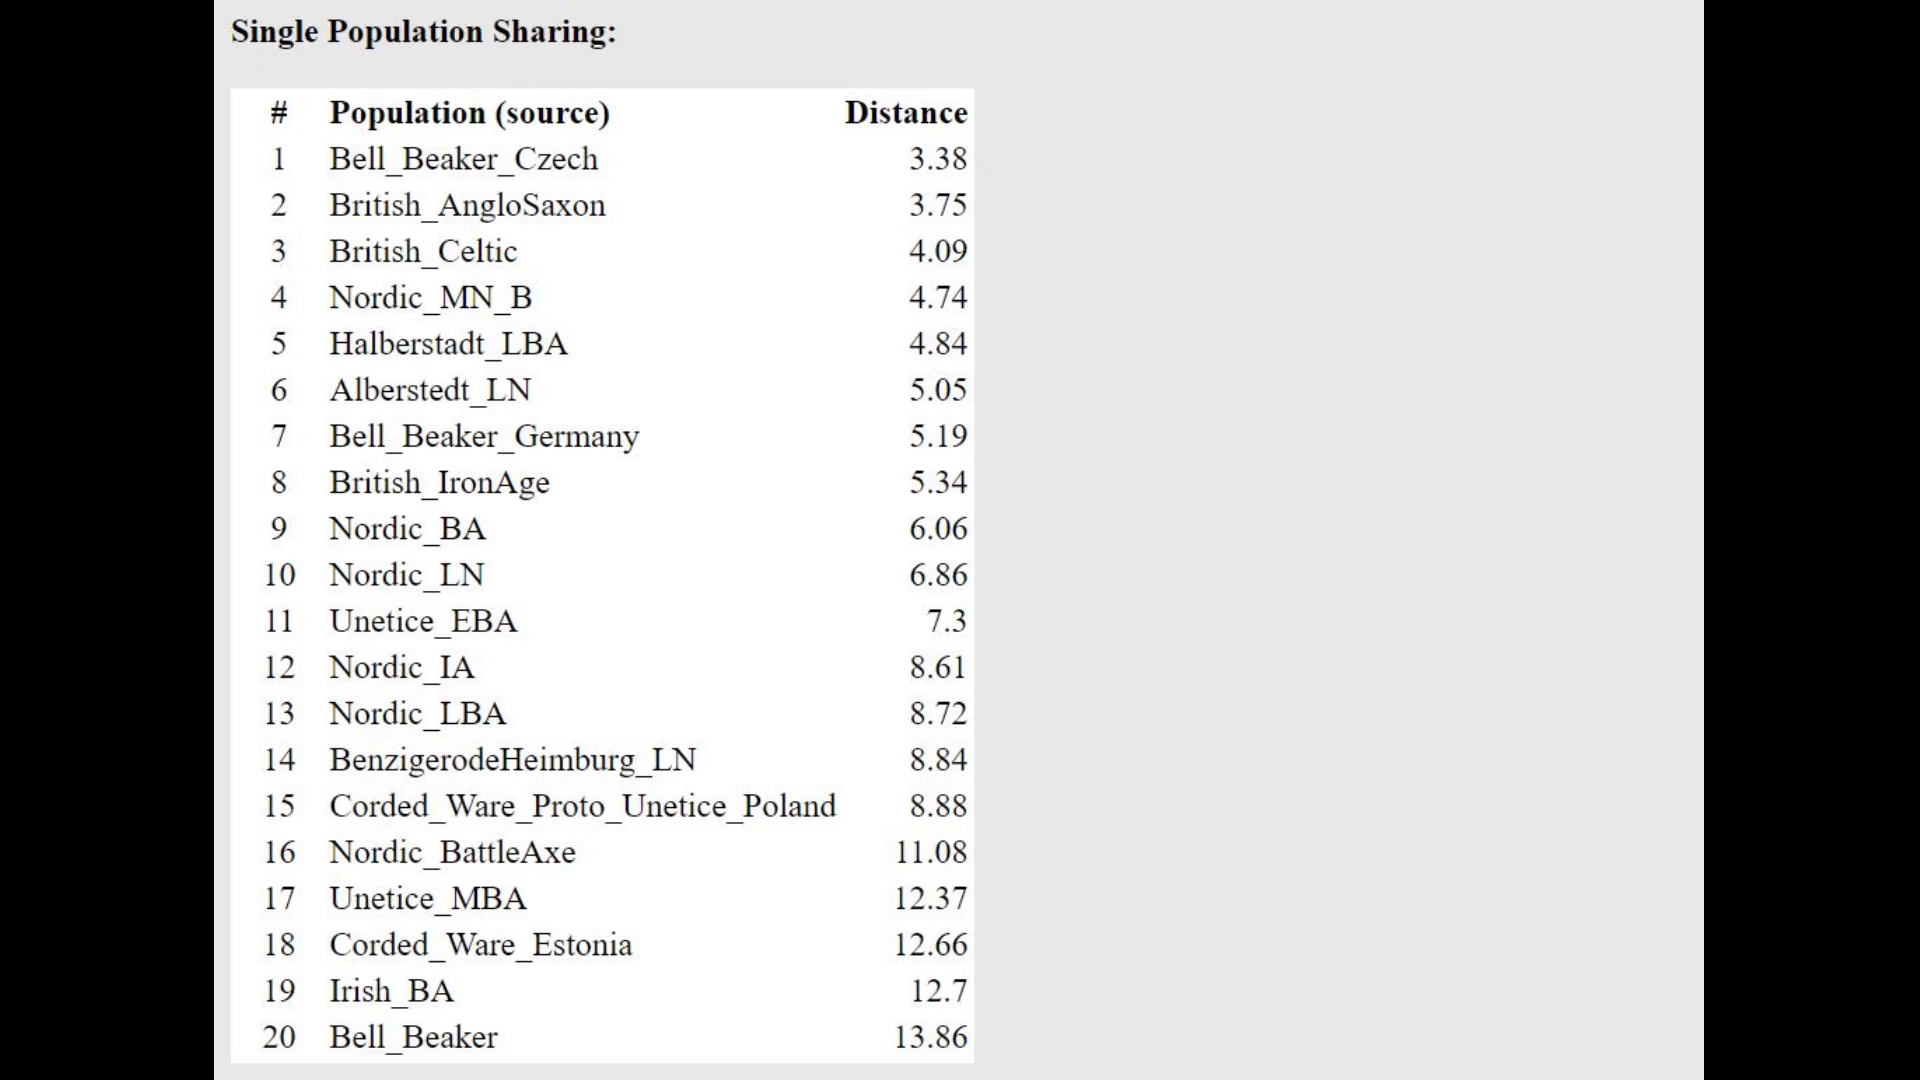 Single Population Sharing:
# Population (source) Distance
1 Bell_Beaker_Czech 3.38
2 British_AngloSaxon 3.75
3 British_Celtic 4.09
4 Nordic_MN_B 4.74
5 Halberstadt_LBA 4.84
6 Alberstedt_LN 5.05
7 Bell_Beaker_Germany 5.19
8 British_IronAge 5.34
9 Nordic_BA 6.06
10 Nordic_LN 6.86
11 Unetice_EBA 7.3
12 Nordic_IA 8.61
13 Nordic_LBA 8.72
14 BenzigerodeHeimburg_LN 8.84
15 Corded_Ware_Proto_Unetice_Poland 8.88
16 Nordic_BattleAxe 11.08
17 Unetice_MBA 12.37
18 Corded_Ware_Estonia 12.66
19 Irish_BA 12.7
20 Bell_Beaker 13.86